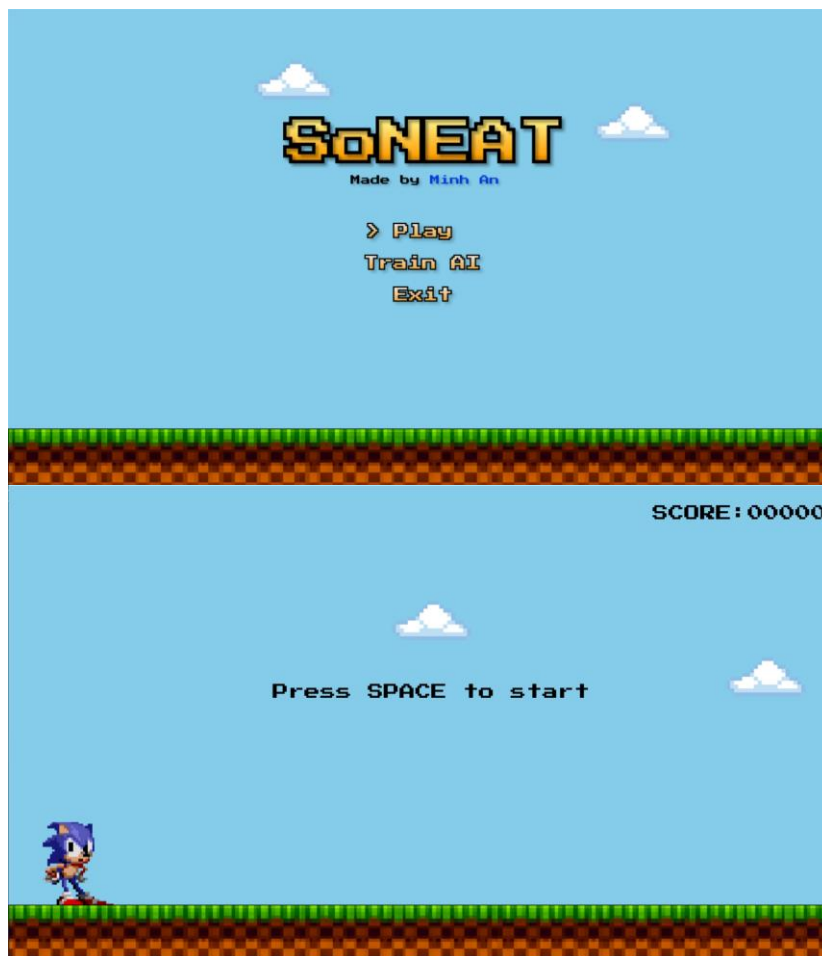 SoNEAT
Made by Minh An
> Play
Train AI
Exit
SCORE:00000
Press SPACE to start